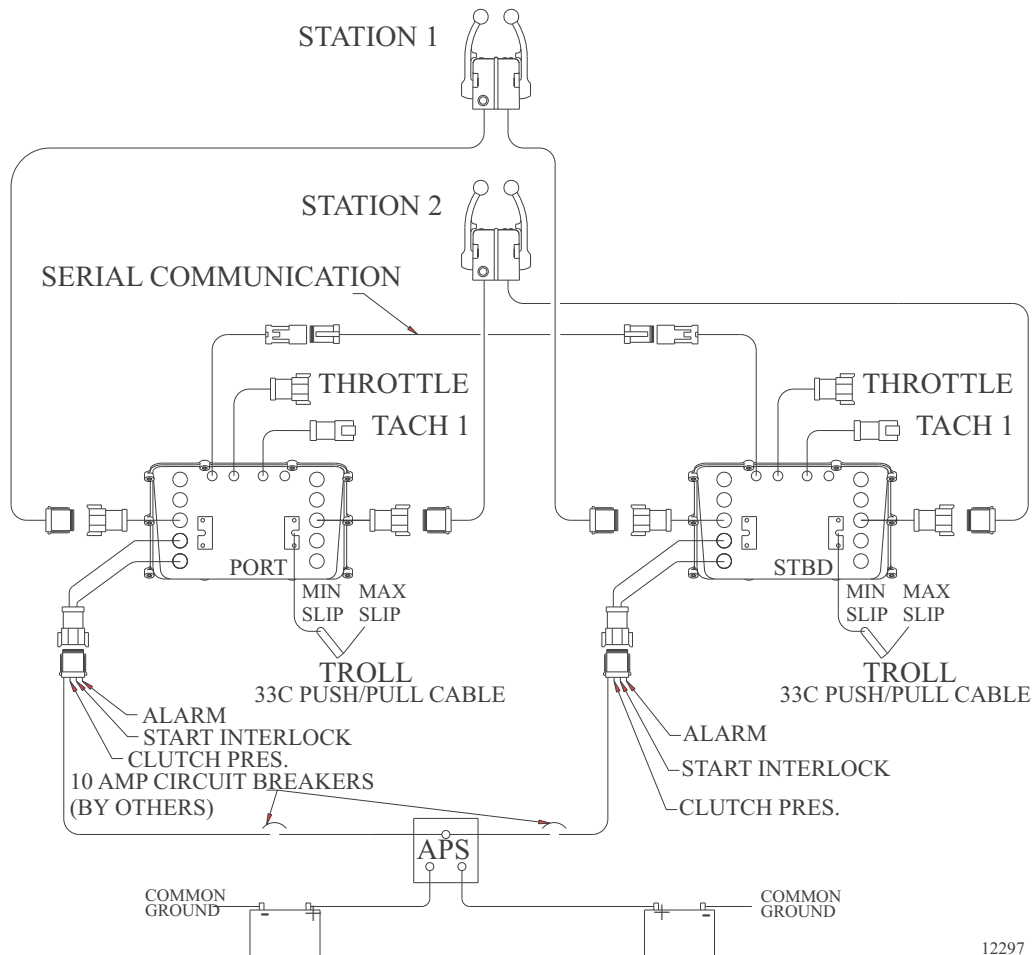 STATION 1
STATION 2
SERIAL COMMUNICATION
THROTTLE
THROTTLE
TACH 1
TACH 1
PORT
STBD
MIN
SLIP
MAX
SLIP
MIN
SLIP
MAX
SLIP
TROLL
33C PUSH/PULL CABLE
TROLL
33C PUSH/PULL CABLE
ALARM
START INTERLOCK
CLUTCH PRES.
ALARM
START INTERLOCK
CLUTCH PRES.
10 AMP CIRCUIT BREAKERS
(BY OTHERS)
APS
COMMON
GROUND
- +
+ -
COMMON
GROUND
12297